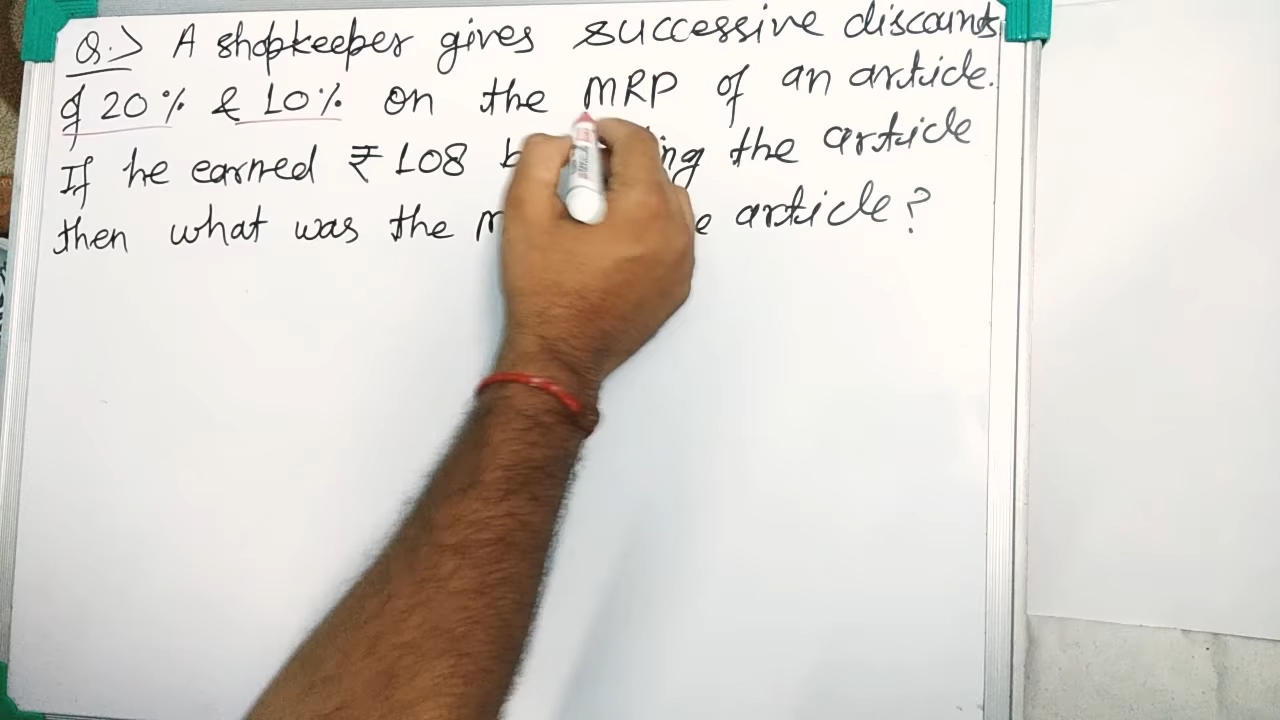 Q.> A shopkeeper gives successive discounts
of 20% & 10% on the MRP of an article.
If he earned ₹108 the article
then what was the article?